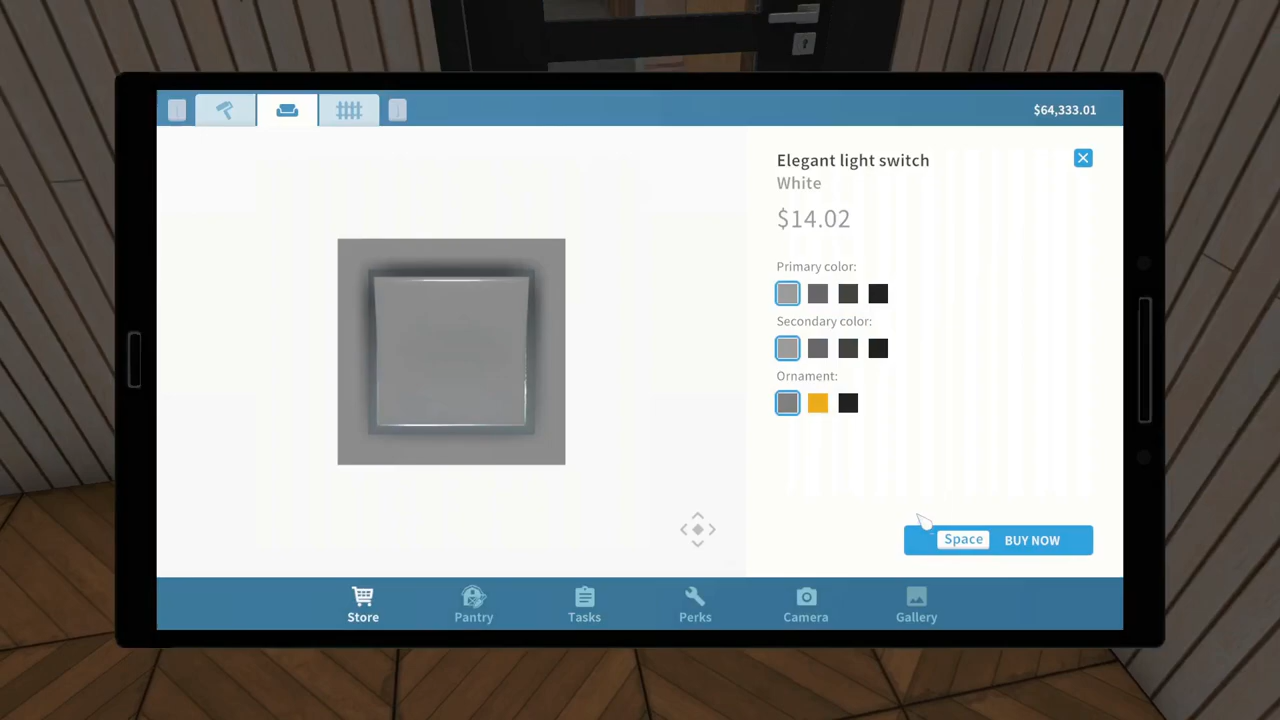 $64,333.01
Elegant light switch
White
$14.02
Primary color:
Secondary color:
Ornament:
Space BUY NOW
Store Pantry Tasks Perks Camera Gallery